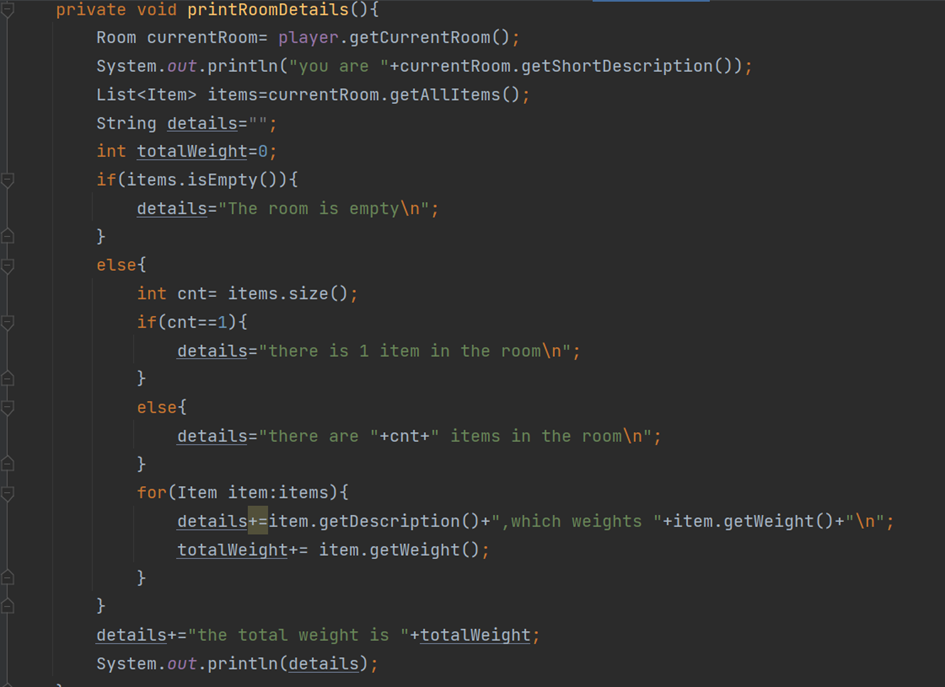 private void printRoomDetails(){
Room currentRoom= player.getCurrentRoom();
System.out.println("you are "+currentRoom.getShortDescription());
List<Item> items=currentRoom.getAllItems();
String details="";
int totalWeight=0;
if(items.isEmpty()){
details="The room is empty\n";
}
else{
int cnt= items.size();
if(cnt==1){
details="there is 1 item in the room\n";
}
else{
details="there are "+cnt+" items in the room\n";
}
for(Item item:items){
details+=item.getDescription()+",which weights "+item.getWeight()+"\n";
totalWeight+= item.getWeight();
}
}
details+="the total weight is "+totalWeight;
System.out.println(details);